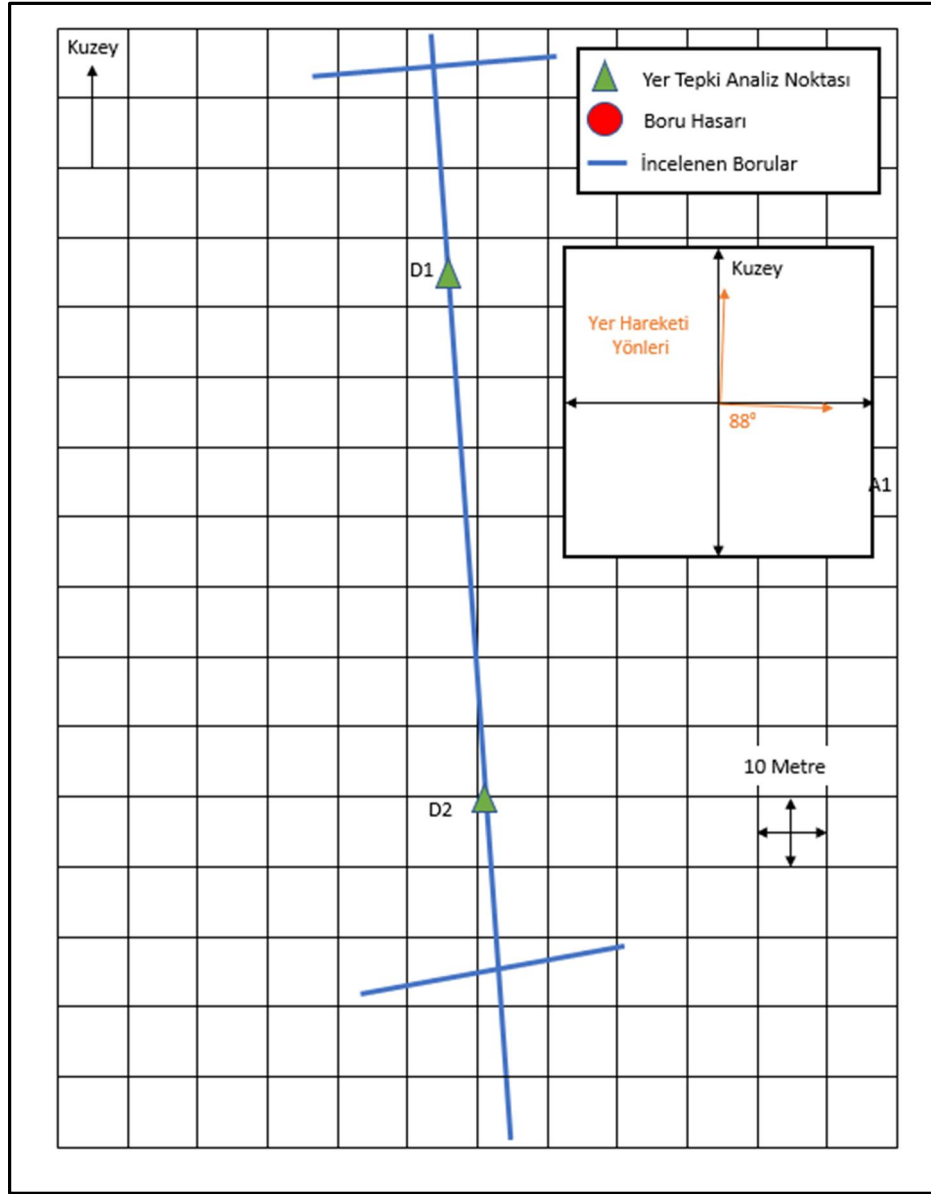 Kuzey
Yer Tepki Analiz Noktası
Boru Hasarı
İncelenen Borular
D1
Kuzey
Yer Hareketi
Yönleri
88°
A1
10 Metre
D2